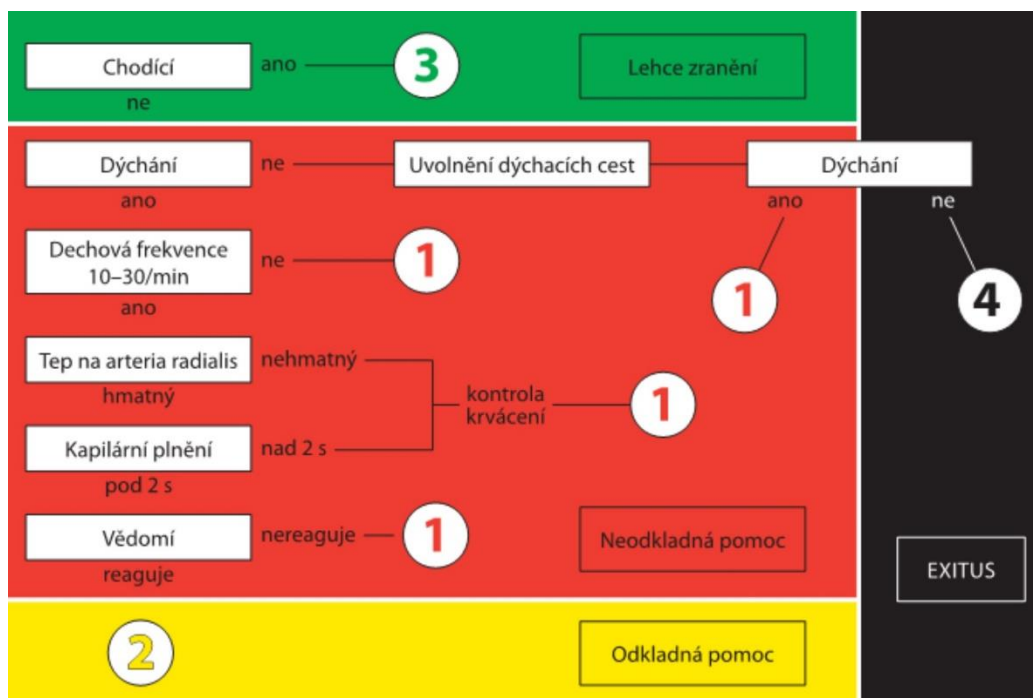 Chodící
ano
3
Lehce zranění
ne
Dýchání
ne
Uvolnění dýchacích cest
Dýchání
ano
ano
ne
Dechová frekvence
10–30/min
ne
1
1
4
ano
Tep na arteria radialis
nehmatný
hmatný
kontrola
krvácení
1
Kapilární plnění
nad 2 s
pod 2 s
Vědomí
nereaguje
1
Neodkladná pomoc
reaguje
EXITUS
2
Odkladná pomoc